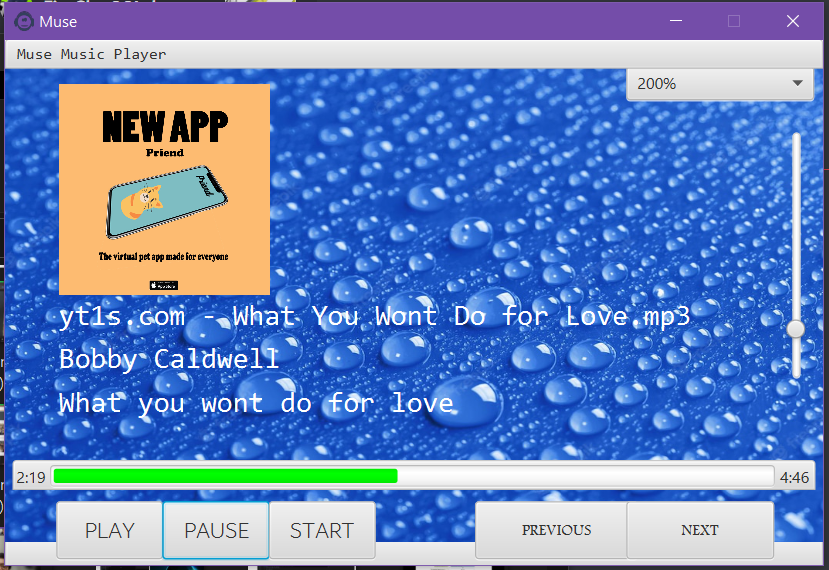 Muse
Muse Music Player
200%
NEW APP
Priend
Priend
The virtual pet app made for everyone
App Store
yt1s.com - What You Wont Do for Love.mp3
Bobby Caldwell
What you wont do for love
2:19
4:46
PLAY
PAUSE
START
PREVIOUS
NEXT